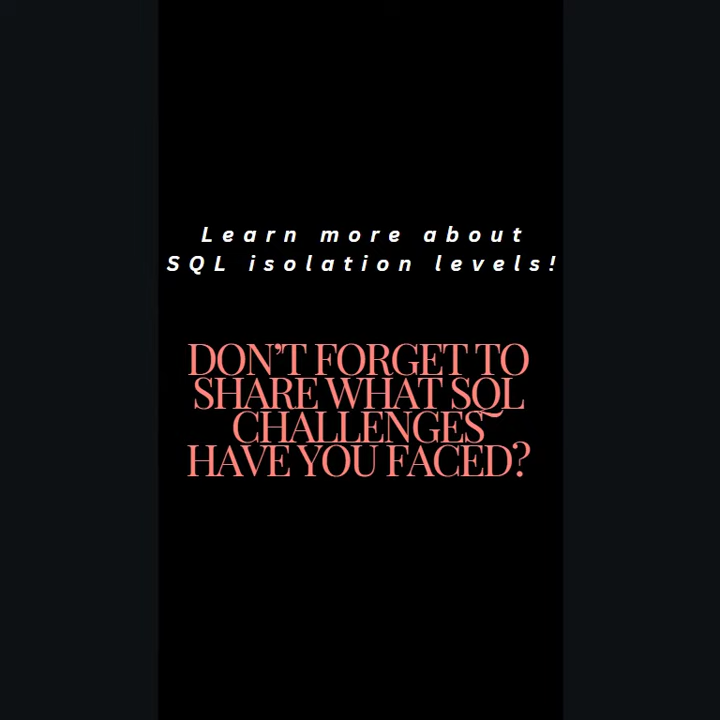 Learn more about
SQL isolation levels!
DON’T FORGET TO
SHARE WHAT SQL
CHALLENGES
HAVE YOU FACED?